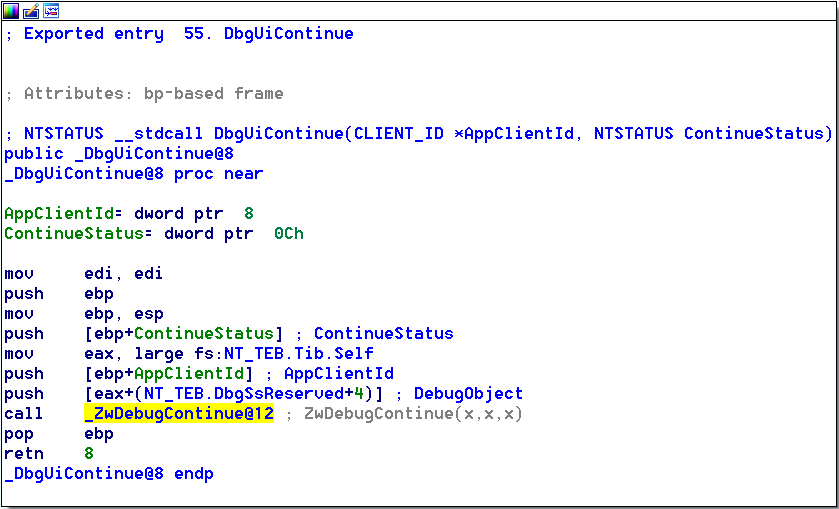 ; Exported entry  55. DbgUiContinue
; Attributes: bp-based frame
; NTSTATUS __stdcall DbgUiContinue(CLIENT_ID *AppClientId, NTSTATUS ContinueStatus)
public _DbgUiContinue@8
_DbgUiContinue@8 proc near
AppClientId= dword ptr  8
ContinueStatus= dword ptr  0Ch
mov     edi, edi
push    ebp
mov     ebp, esp
push    [ebp+ContinueStatus] ; ContinueStatus
mov     eax, large fs:NT_TEB.Tib.Self
push    [ebp+AppClientId] ; AppClientId
push    [eax+(NT_TEB.DbgSsReserved+4)] ; DebugObject
call    _ZwDebugContinue@12 ; ZwDebugContinue(x,x,x)
pop     ebp
retn    8
_DbgUiContinue@8 endp